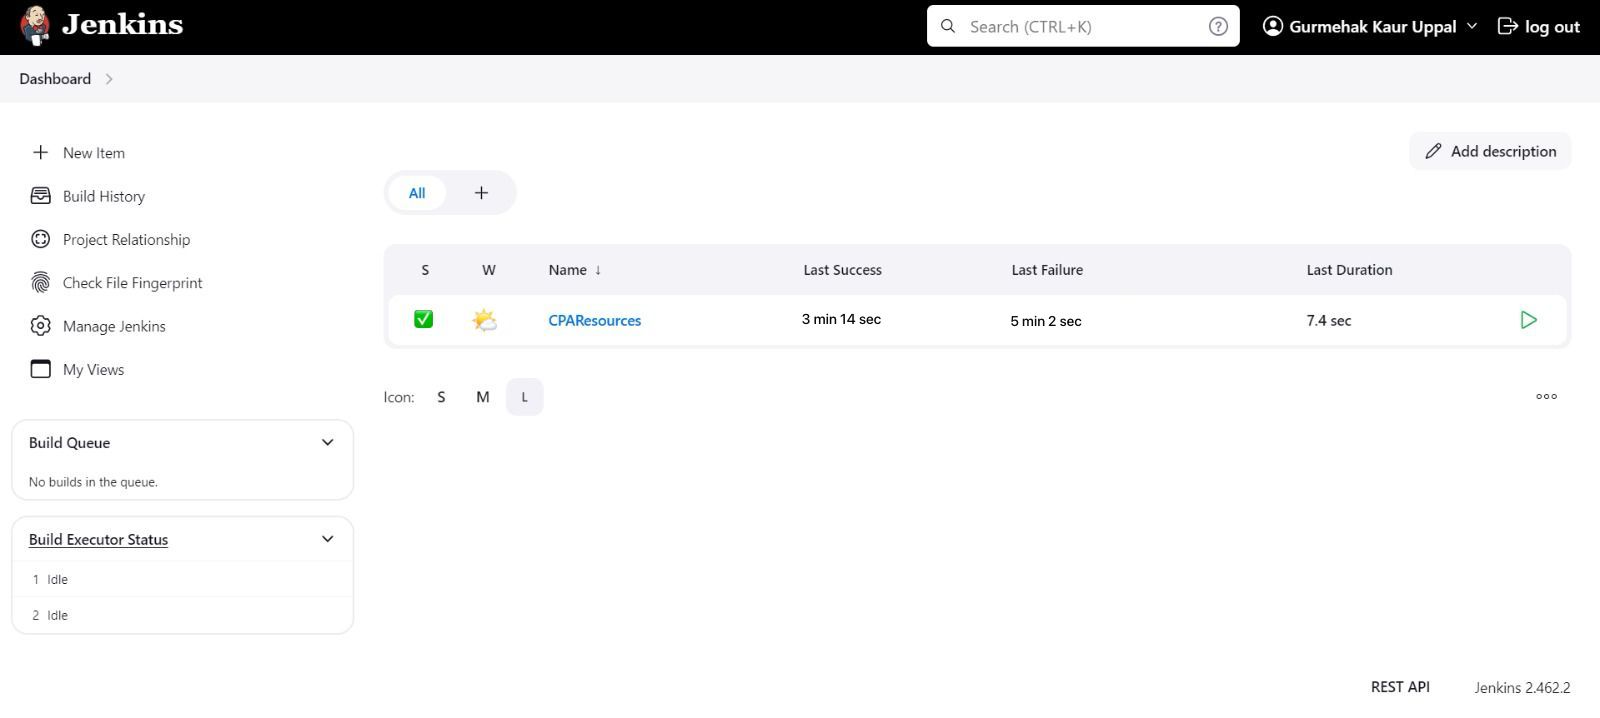 Jenkins
Search (CTRL+K)
Gurmehak Kaur Uppal
log out
Dashboard
New Item
Build History
Project Relationship
Check File Fingerprint
Manage Jenkins
My Views
Build Queue
No builds in the queue.
Build Executor Status
1 Idle
2 Idle
Add description
All +
S W Name ↓ Last Success Last Failure Last Duration
CPAResources 3 min 14 sec 5 min 2 sec 7.4 sec
Icon: S M L
REST API Jenkins 2.462.2